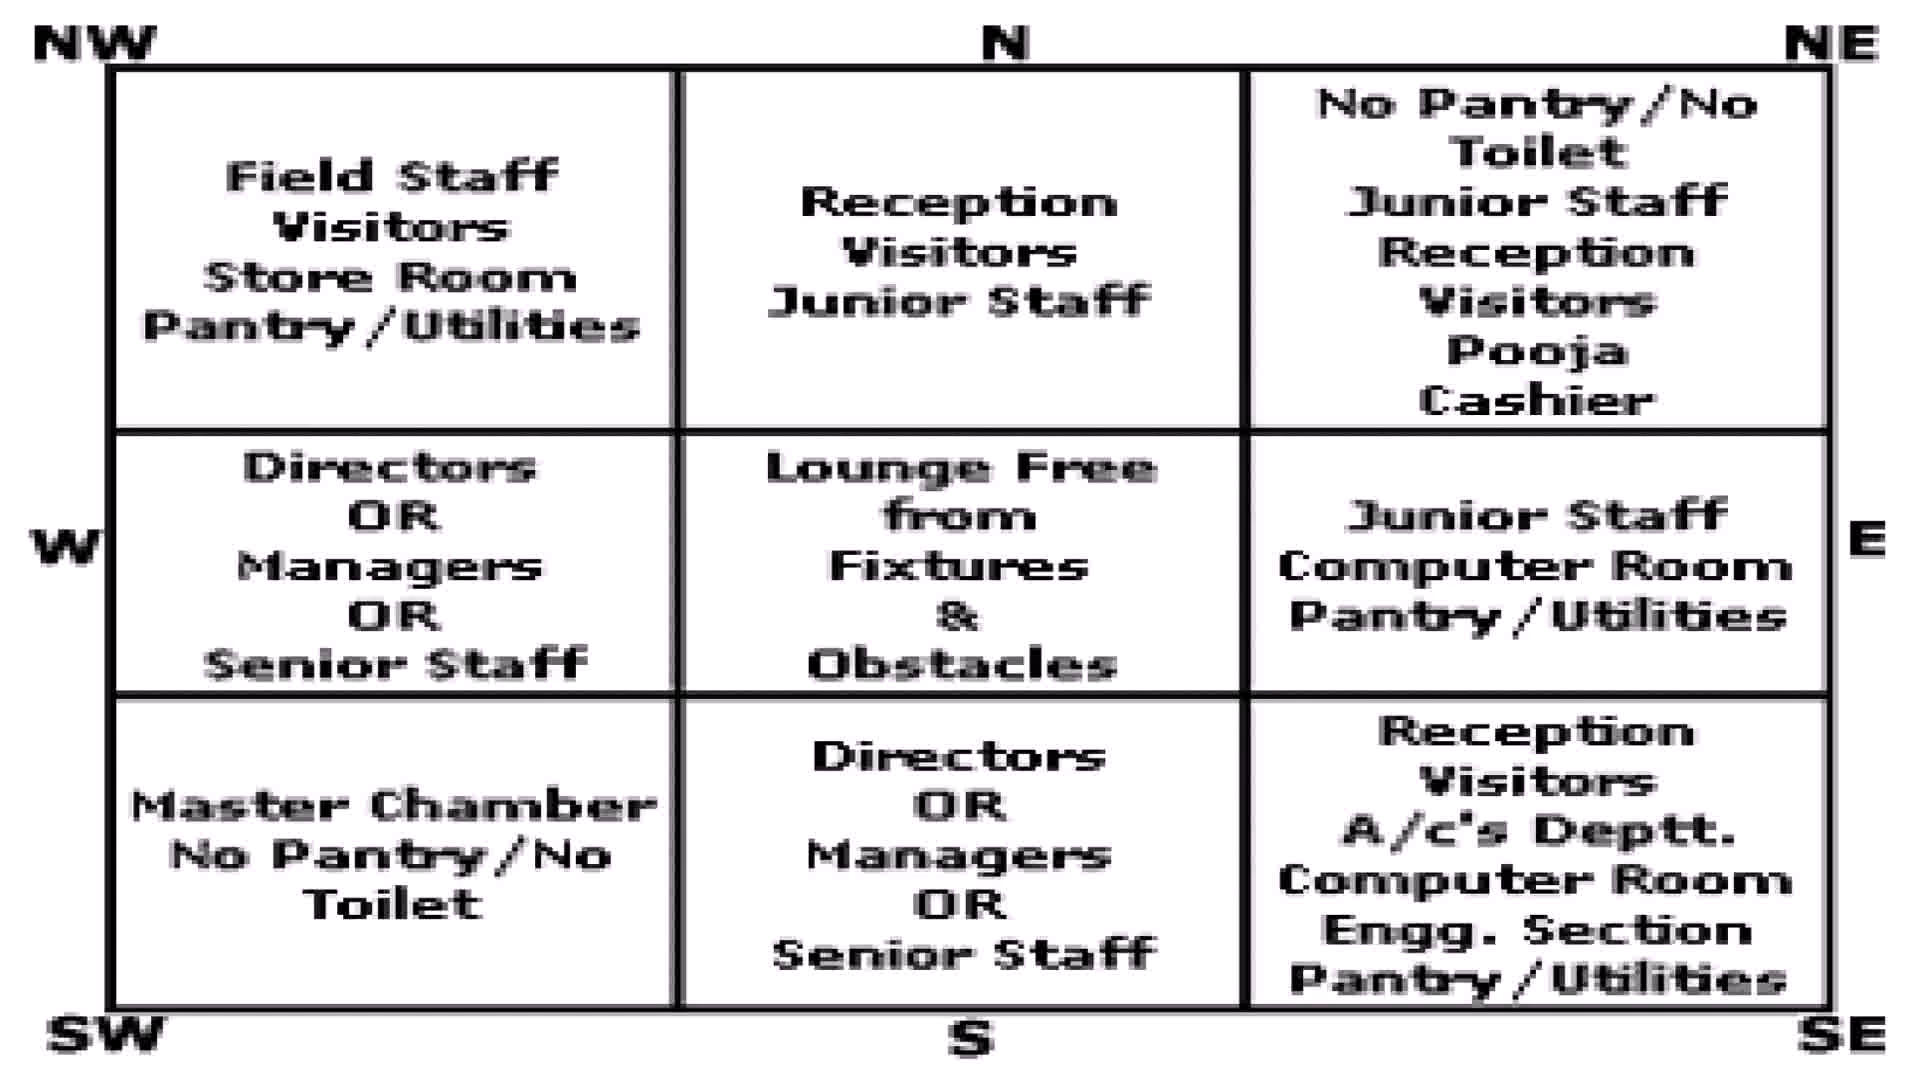 NW
N
NE
Field Staff
Visitors
Store Room
Pantry/Utilities
Reception
Visitors
Junior Staff
No Pantry/No
Toilet
Junior Staff
Reception
Visitors
Pooja
Cashier
W
Directors
OR
Managers
OR
Senior Staff
Lounge Free
from
Fixtures
&
Obstacles
Junior Staff
Computer Room
Pantry/Utilities
E
Master Chamber
No Pantry/No
Toilet
Directors
OR
Managers
OR
Senior Staff
Reception
Visitors
A/c's Deptt.
Computer Room
Engg. Section
Pantry/Utilities
SW
S
SE